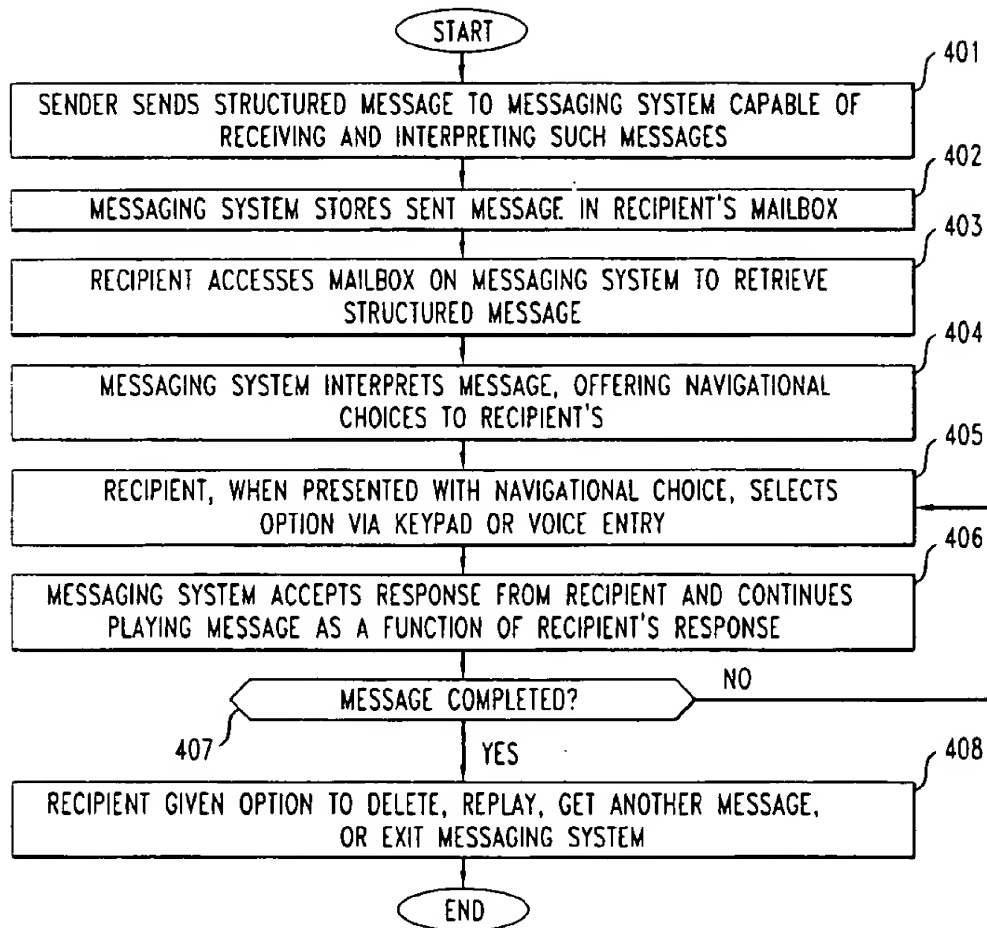 START
401
SENDER SENDS STRUCTURED MESSAGE TO MESSAGING SYSTEM CAPABLE OF
RECEIVING AND INTERPRETING SUCH MESSAGES
402
MESSAGING SYSTEM STORES SENT MESSAGE IN RECIPIENT'S MAILBOX
403
RECIPIENT ACCESSES MAILBOX ON MESSAGING SYSTEM TO RETRIEVE
STRUCTURED MESSAGE
404
MESSAGING SYSTEM INTERPRETS MESSAGE, OFFERING NAVIGATIONAL
CHOICES TO RECIPIENT'S
405
RECIPIENT, WHEN PRESENTED WITH NAVIGATIONAL CHOICE, SELECTS
OPTION VIA KEYPAD OR VOICE ENTRY
406
MESSAGING SYSTEM ACCEPTS RESPONSE FROM RECIPIENT AND CONTINUES
PLAYING MESSAGE AS A FUNCTION OF RECIPIENT'S RESPONSE
MESSAGE COMPLETED?
NO
407
YES
408
RECIPIENT GIVEN OPTION TO DELETE, REPLAY, GET ANOTHER MESSAGE,
OR EXIT MESSAGING SYSTEM
END